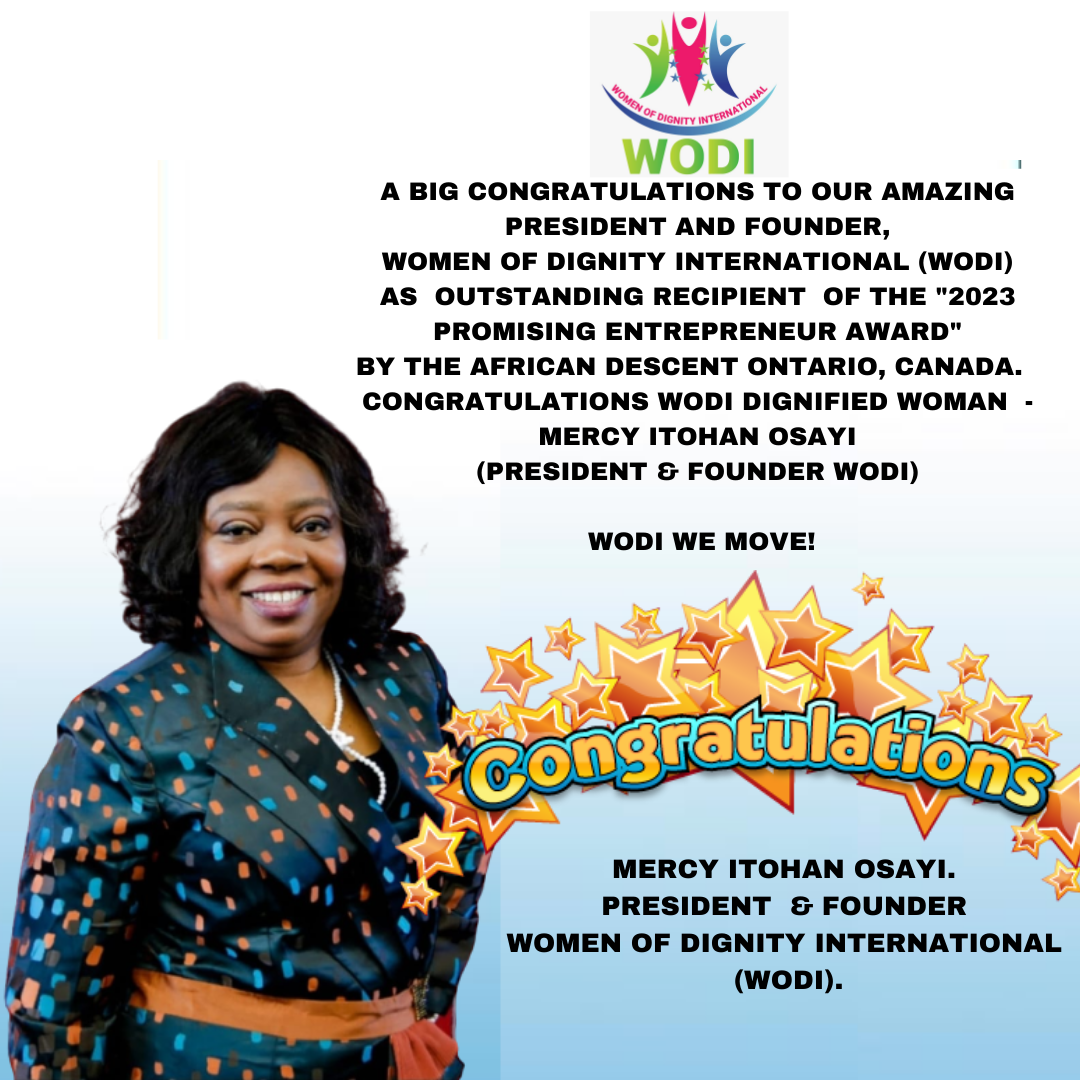 WOMEN OF DIGNITY INTERNATIONAL
WODI
A BIG CONGRATULATIONS TO OUR AMAZING
PRESIDENT AND FOUNDER,
WOMEN OF DIGNITY INTERNATIONAL (WODI)
AS OUTSTANDING RECIPIENT OF THE "2023
PROMISING ENTREPRENEUR AWARD"
BY THE AFRICAN DESCENT ONTARIO, CANADA.
CONGRATULATIONS WODI DIGNIFIED WOMAN -
MERCY ITOHAN OSAYI
(PRESIDENT & FOUNDER WODI)
WODI WE MOVE!
Congratulations
MERCY ITOHAN OSAYI.
PRESIDENT & FOUNDER
WOMEN OF DIGNITY INTERNATIONAL
(WODI).